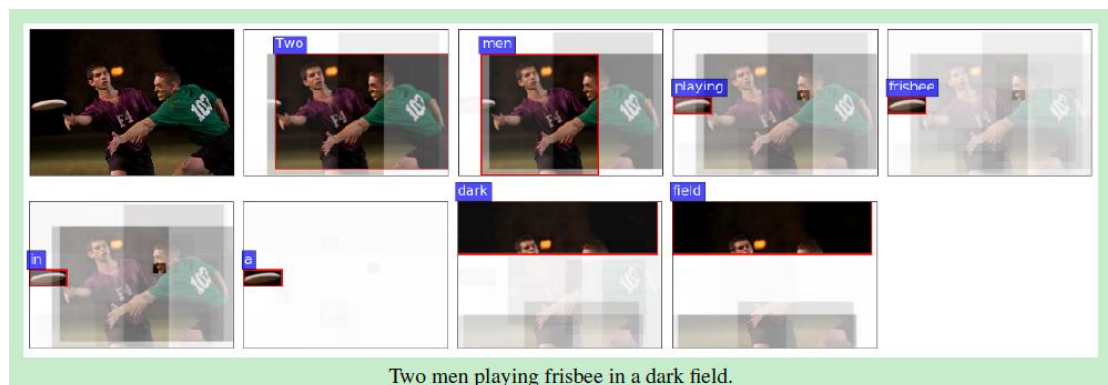 Two
men
playing
frisbee
in
a
dark
field
Two men playing frisbee in a dark field.